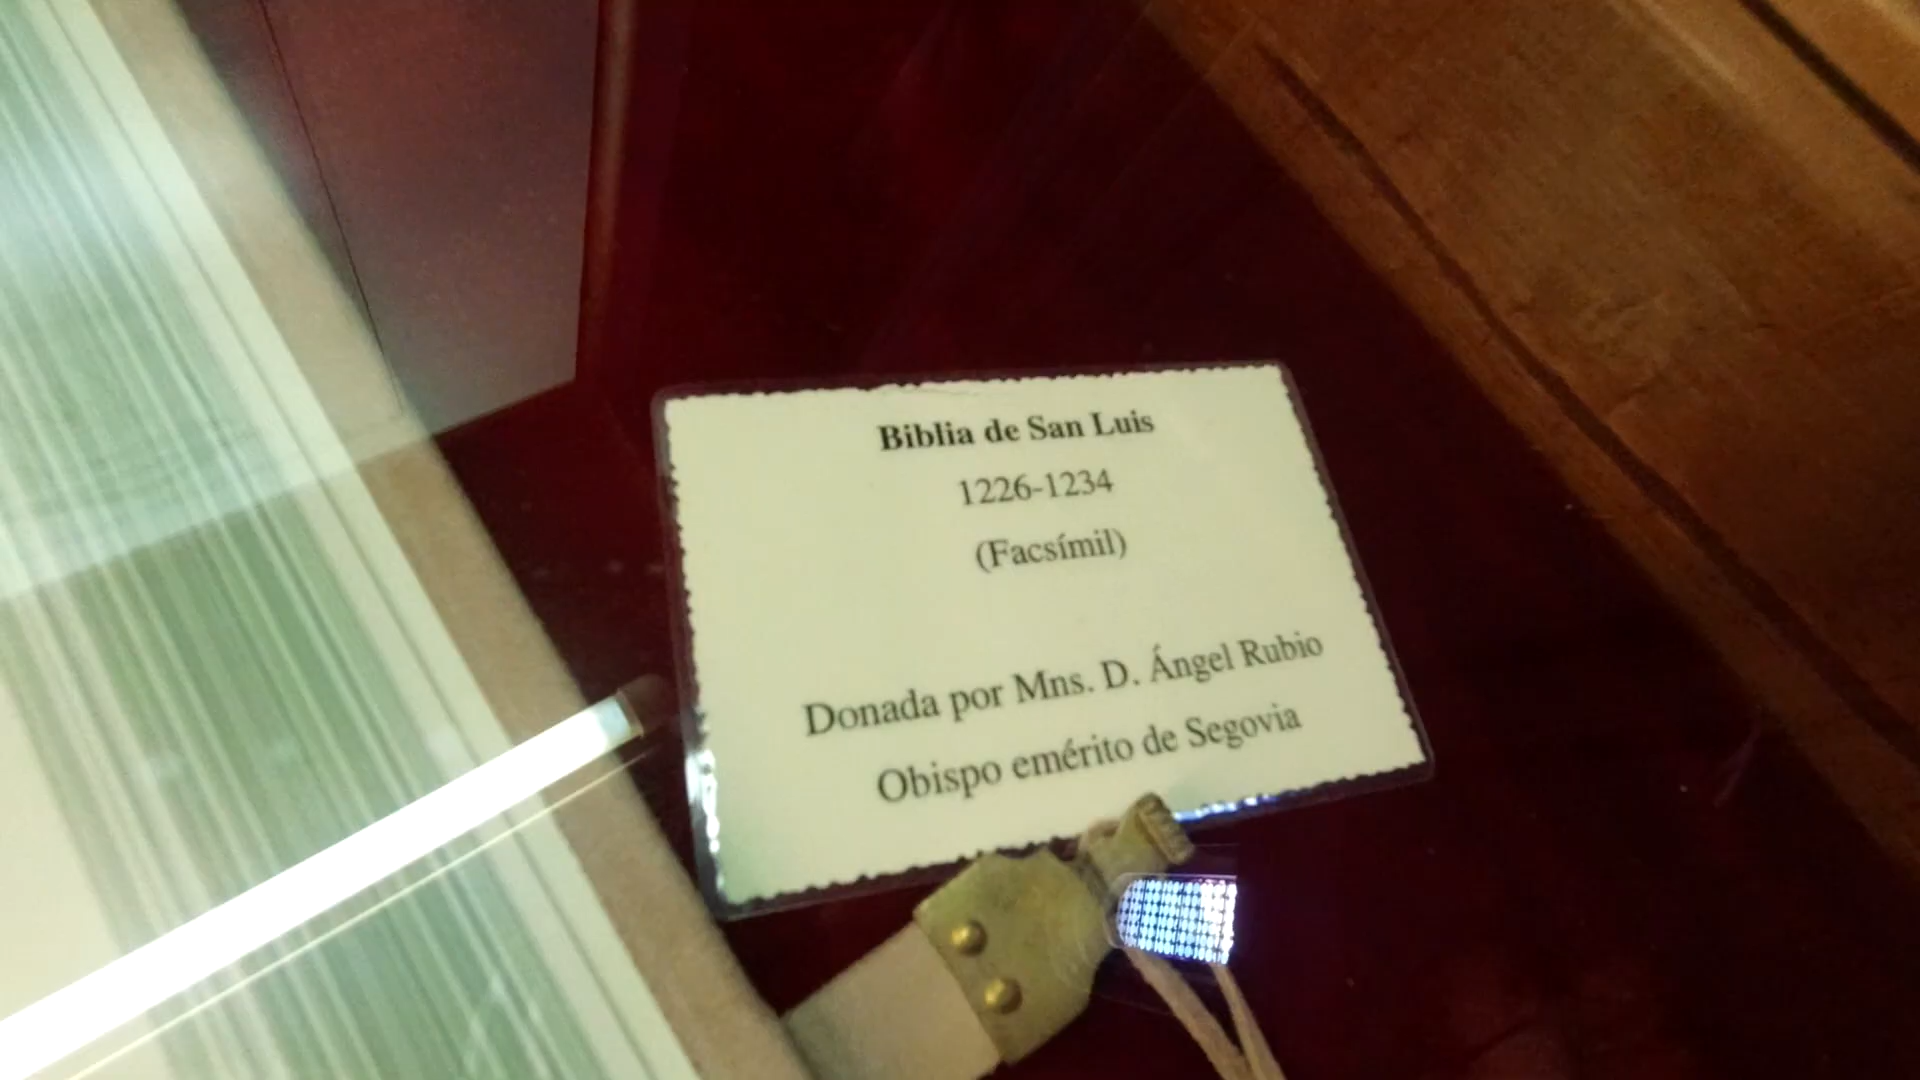 Biblia de San Luis
1226-1234
(Facsímil)
Donada por Mns. D. Ángel Rubio
Obispo emérito de Segovia